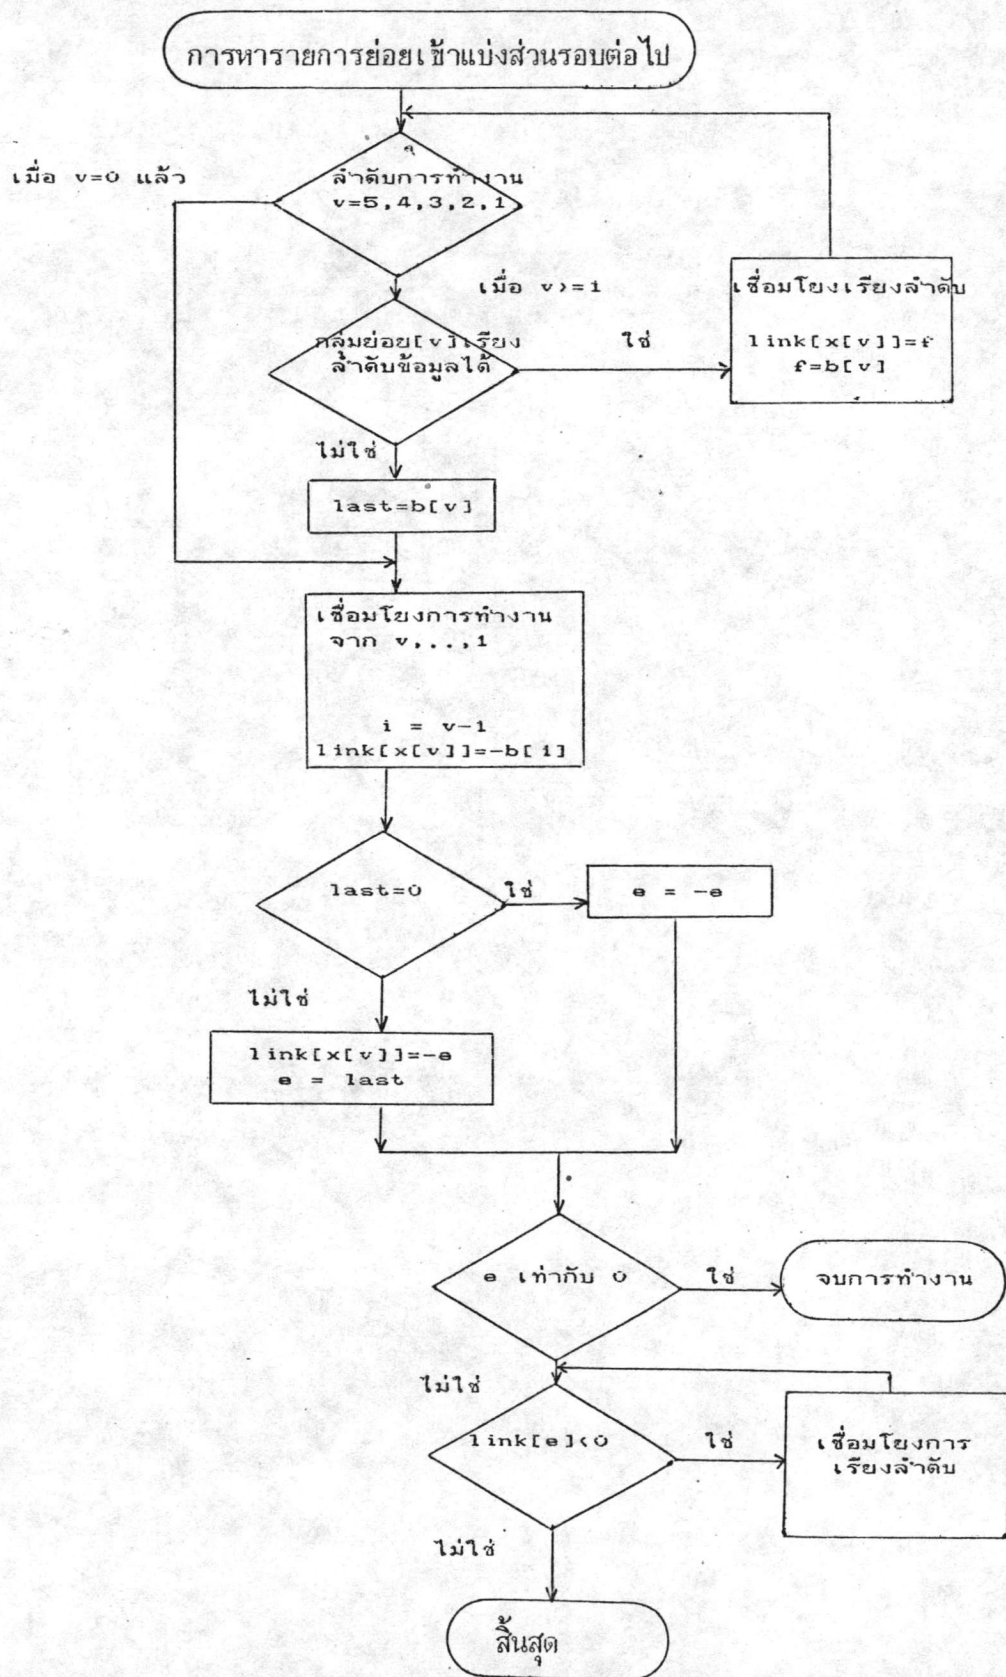 การหารายการย่อยเข้าแบ่งส่วนรอบต่อไป
เมื่อ v=0 แล้ว
ลำดับการทำงาน
v=5,4,3,2,1
เมื่อ v>=1
กลุ่มย่อย[v]เรียง
ลำดับข้อมูลได้
ใช่
เชื่อมโยงเรียงลำดับ
link[x[v]]=f
f=b[v]
ไม่ใช่
last=b[v]
เชื่อมโยงการทำงาน
จาก v,..,1
i = v-1
link[x[v]]=-b[i]
last=0
ใช่
e = -e
ไม่ใช่
link[x[v]]=-e
e = last
e เท่ากับ 0
ใช่
จบการทำงาน
ไม่ใช่
link[e]<0
ใช่
เชื่อมโยงการ
เรียงลำดับ
ไม่ใช่
สิ้นสุด